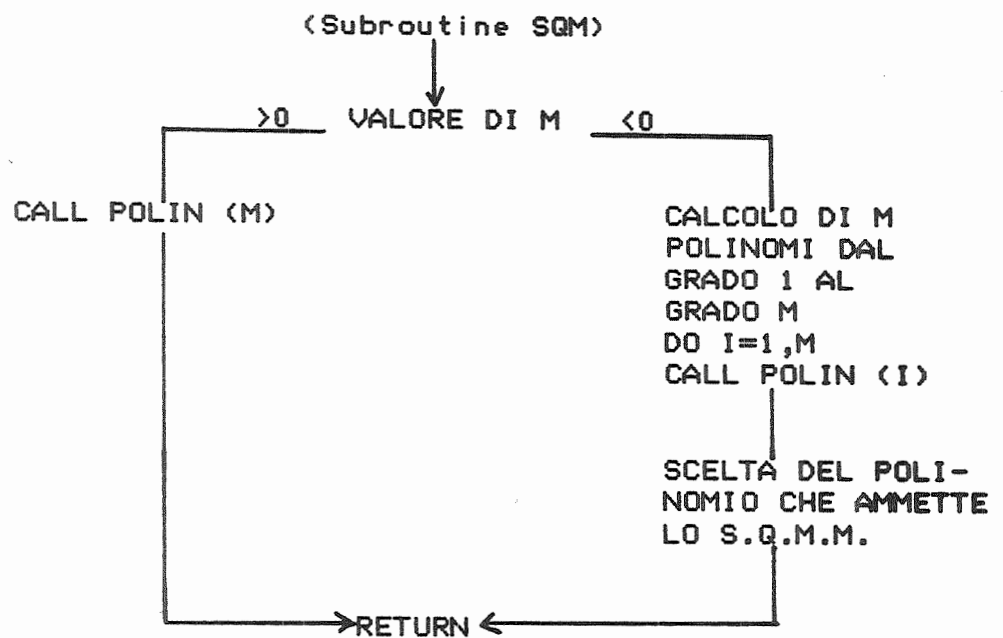 (Subroutine SQM)
>0 VALORE DI M <0
CALL POLIN (M)
CALCOLO DI M
POLINOMI DAL
GRADO 1 AL
GRADO M
DO I=1,M
CALL POLIN (I)
SCELTA DEL POLI-
NOMIO CHE AMMETTE
LO S.Q.M.M.
RETURN